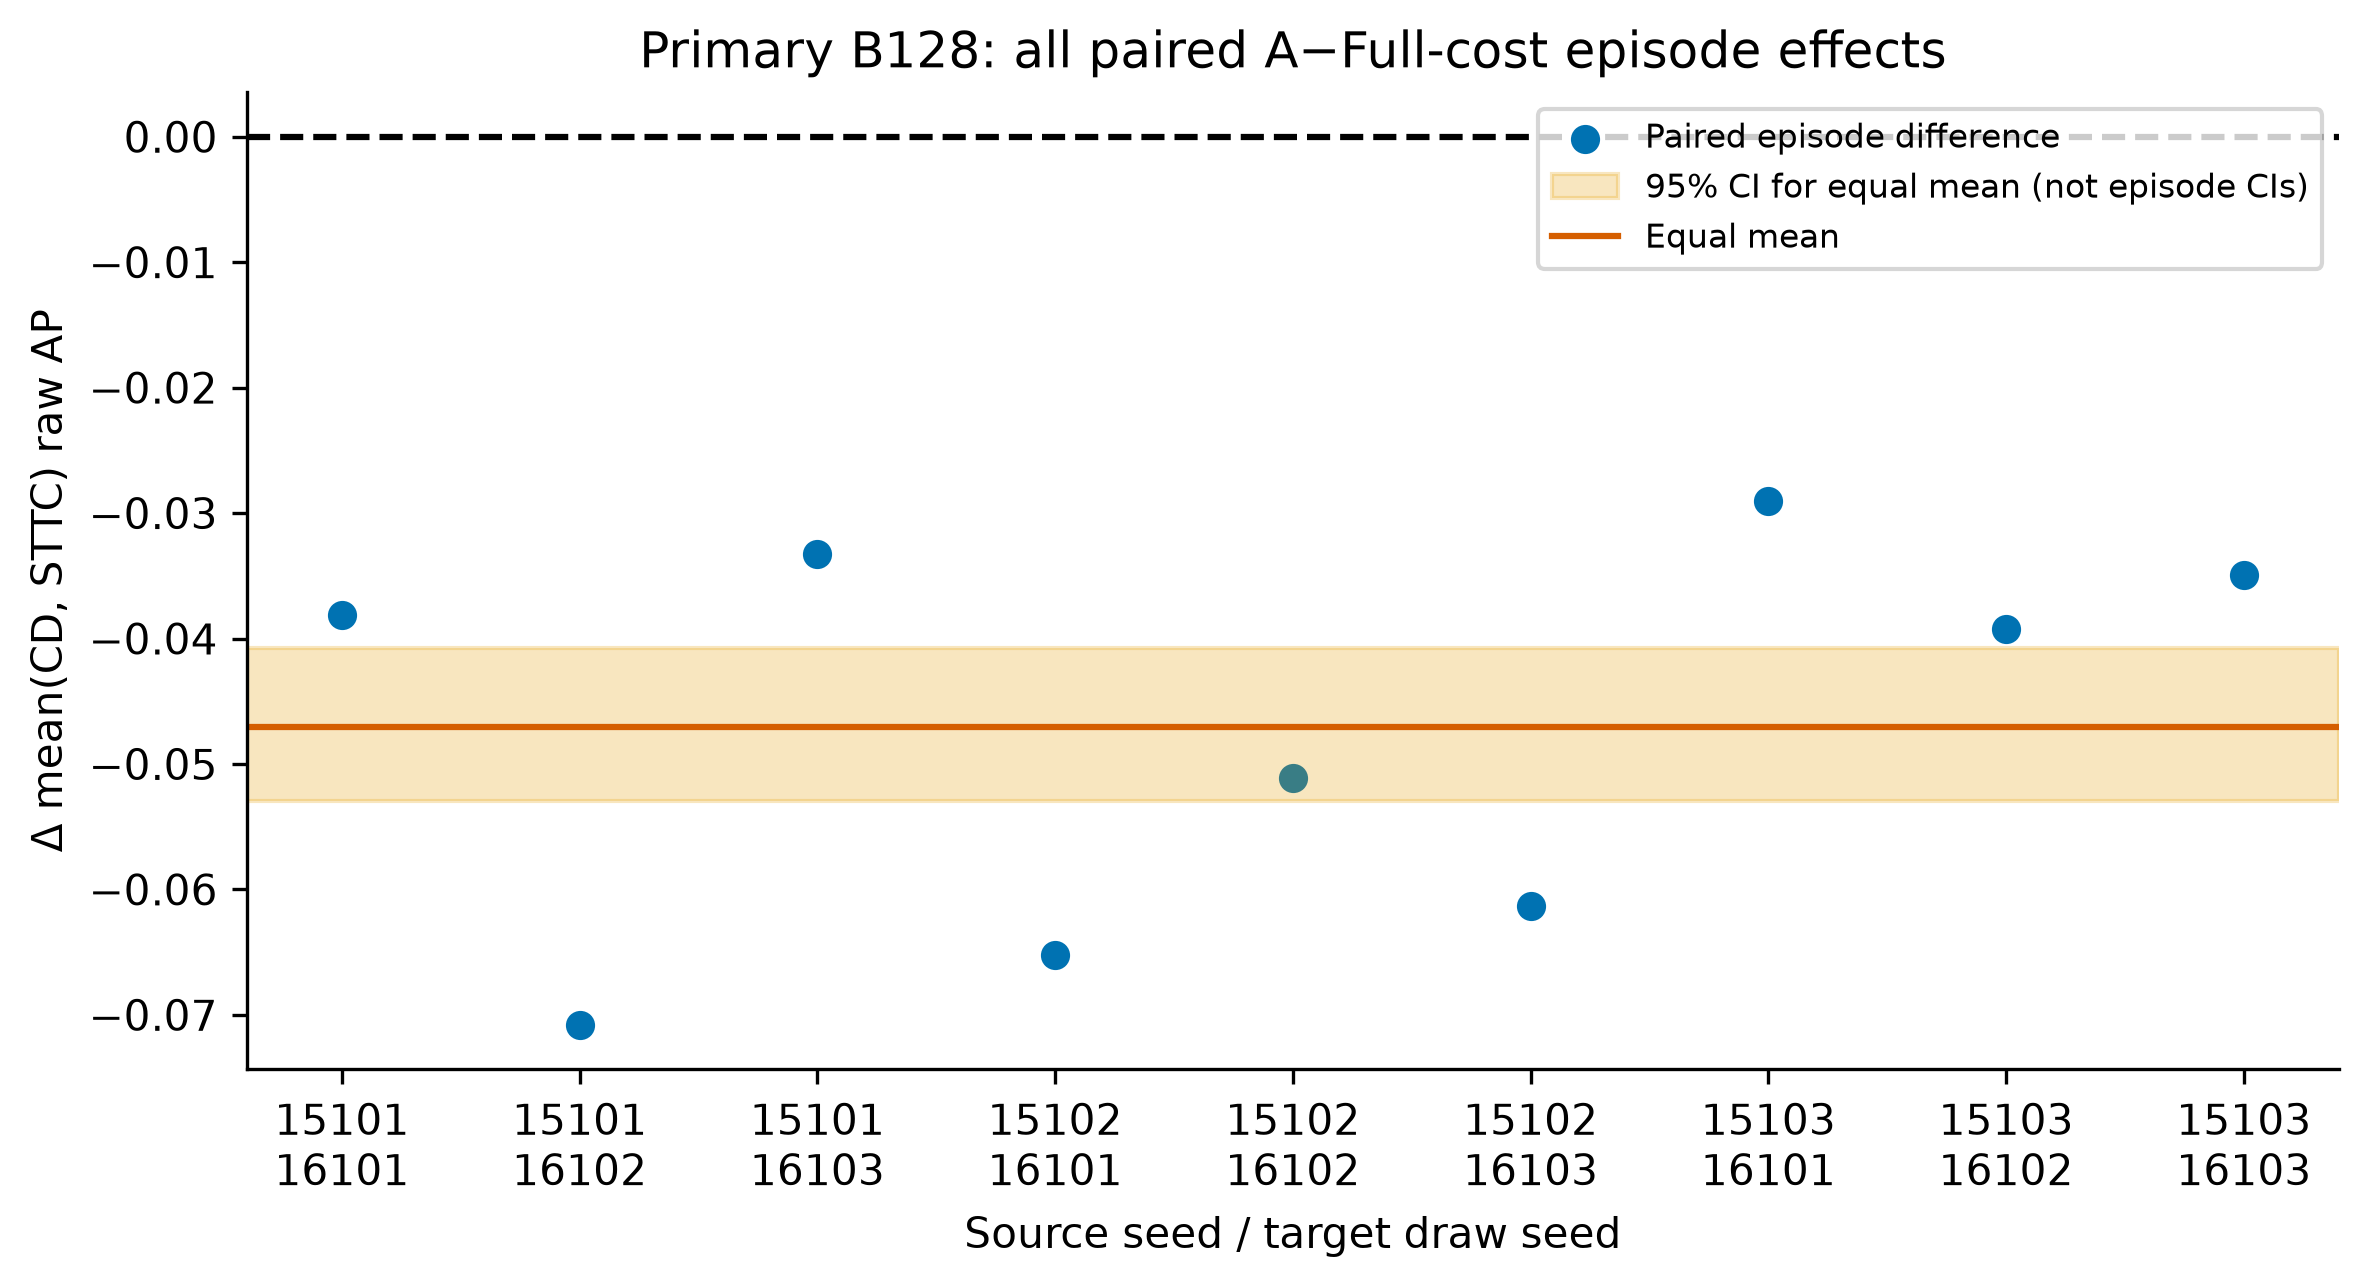 Primary B128: all paired A−Full-cost episode effects
Paired episode difference
95% CI for equal mean (not episode CIs)
Equal mean
Δ mean(CD, STTC) raw AP
0.00
−0.01
−0.02
−0.03
−0.04
−0.05
−0.06
−0.07
15101 15101 15101 15102 15102 15102 15103 15103 15103
16101 16102 16103 16101 16102 16103 16101 16102 16103
Source seed / target draw seed